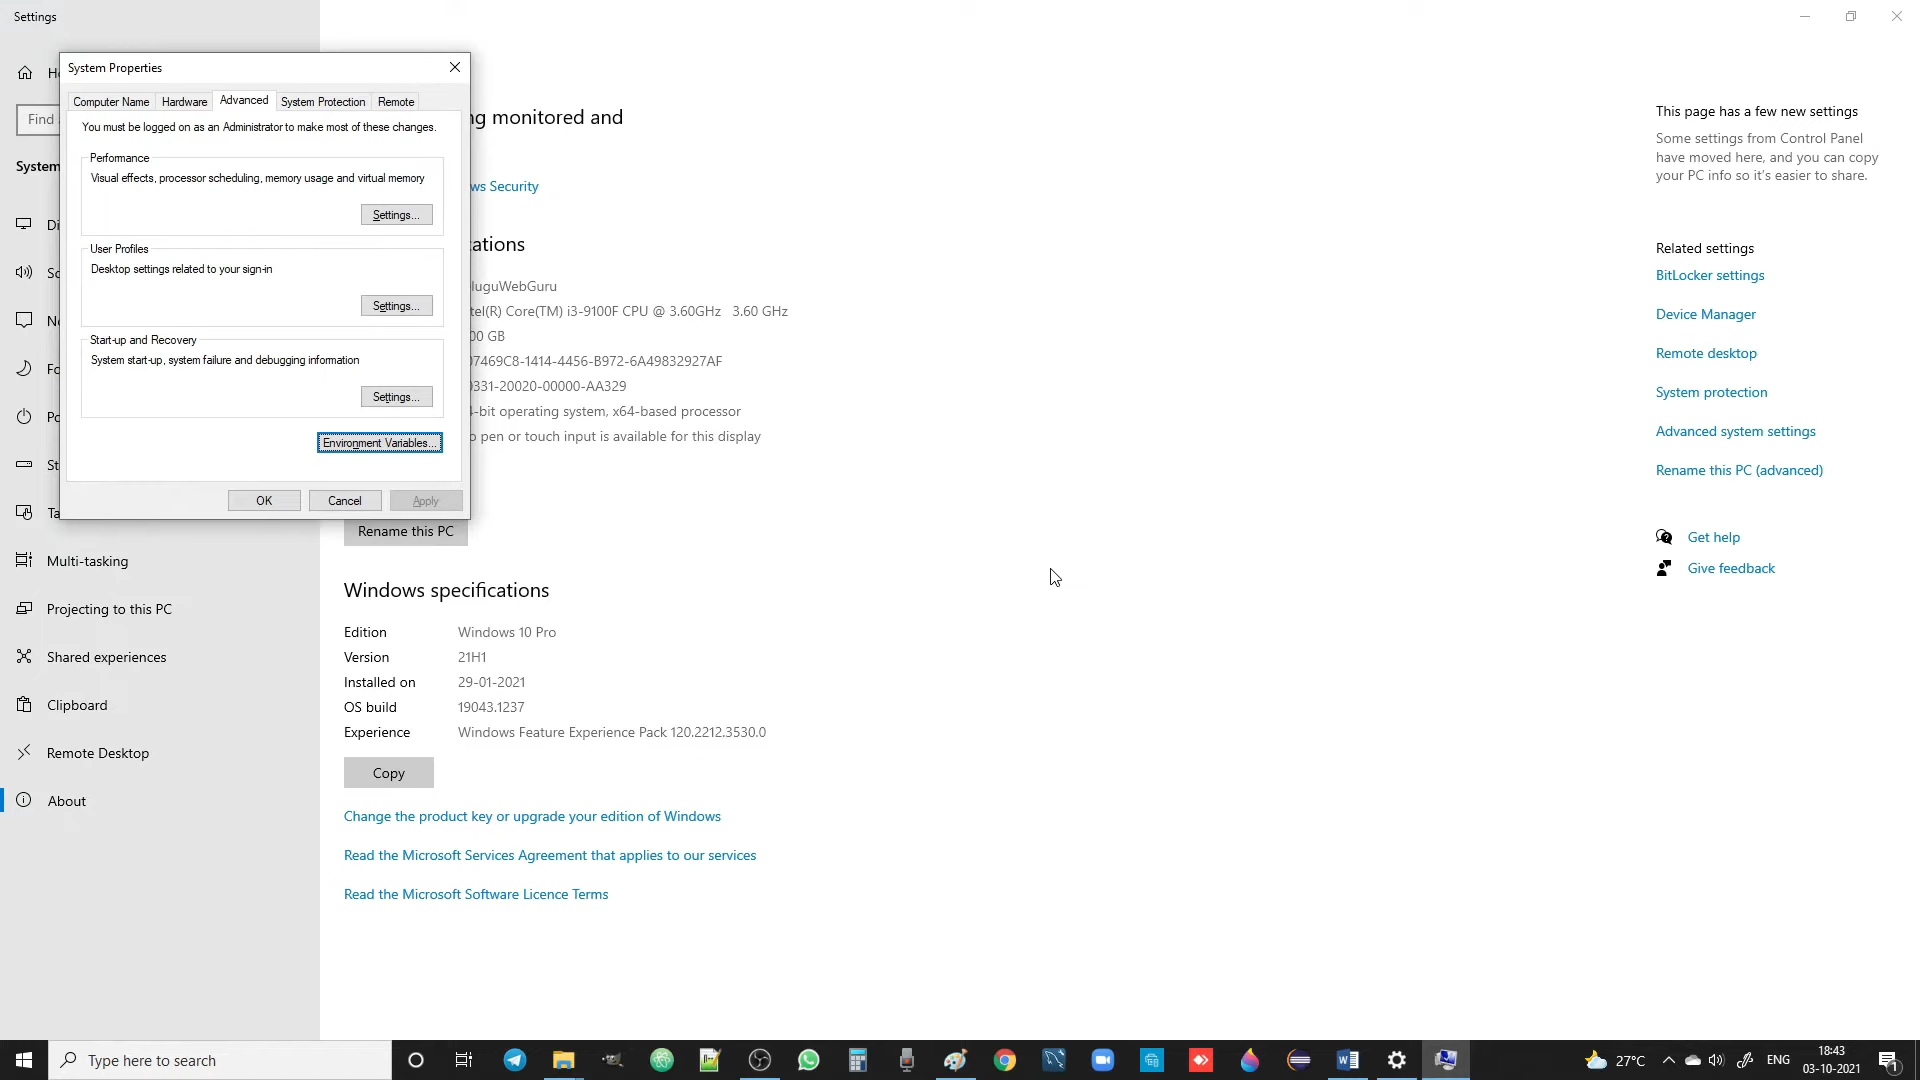 Settings
System Properties
Computer Name
Hardware
Advanced
System Protection
Remote
You must be logged on as an Administrator to make most of these changes.
Performance
Visual effects, processor scheduling, memory usage and virtual memory
Settings...
User Profiles
Desktop settings related to your sign-in
Settings...
Start-up and Recovery
System start-up, system failure and debugging information
Settings...
Environment Variables...
OK
Cancel
Apply
Find
System
Multi-tasking
Projecting to this PC
Shared experiences
Clipboard
Remote Desktop
About
monitored and
Security
luguWebGuru
CPU @ 3.60GHz 3.60 GHz
i3-9100F
00 GB
07469C8-1414-4456-B972-6A49832927AF
0331-20020-00000-AA329
-bit operating system, x64-based processor
pen or touch input is available for this display
Rename this PC
Windows specifications
Edition Windows 10 Pro
Version 21H1
Installed on 29-01-2021
OS build 19043.1237
Experience Windows Feature Experience Pack 120.2212.3530.0
Copy
Change the product key or upgrade your edition of Windows
Read the Microsoft Services Agreement that applies to our services
Read the Microsoft Software Licence Terms
This page has a few new settings
Some settings from Control Panel
have moved here, and you can copy
your PC info so it's easier to share.
Related settings
BitLocker settings
Device Manager
Remote desktop
System protection
Advanced system settings
Rename this PC (advanced)
Get help
Give feedback
Type here to search
27°C
ENG
18:43
03-10-2021
1